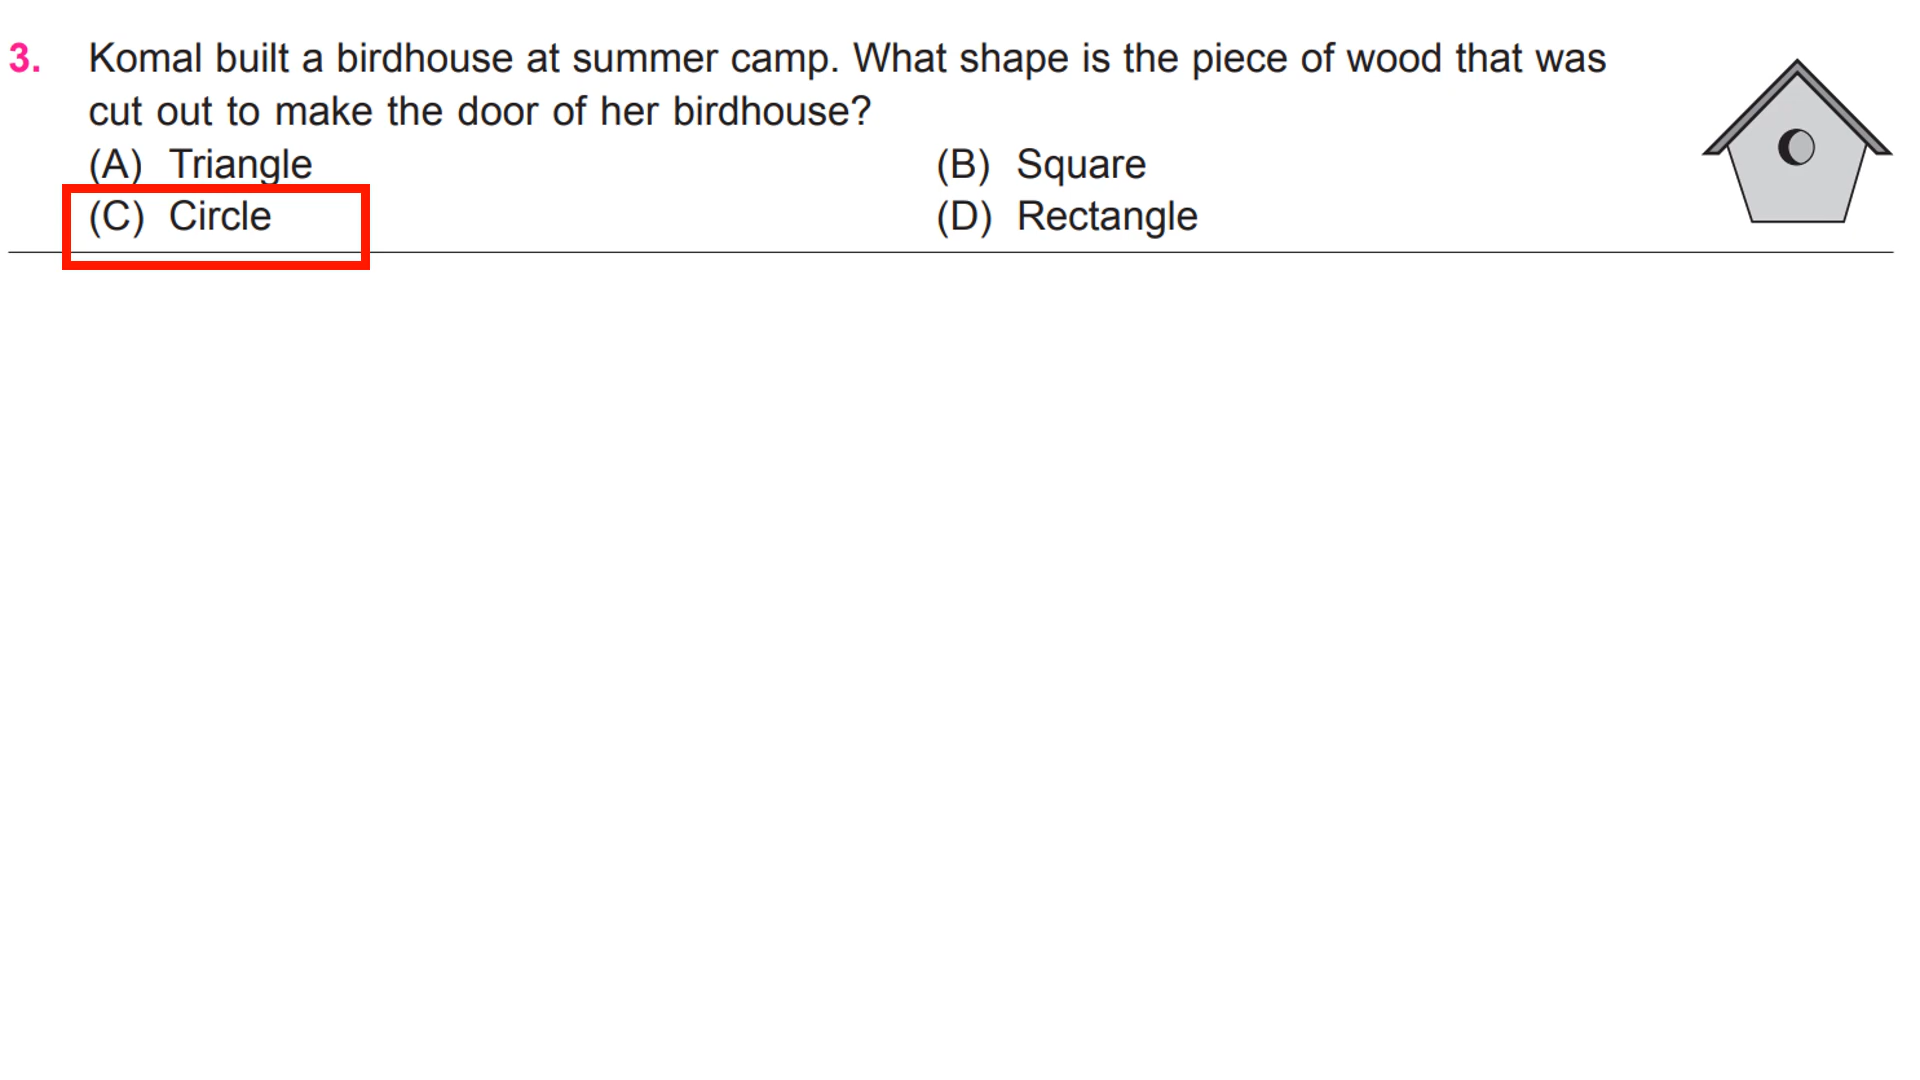 3. Komal built a birdhouse at summer camp. What shape is the piece of wood that was
cut out to make the door of her birdhouse?
(A) Triangle (B) Square
(C) Circle (D) Rectangle